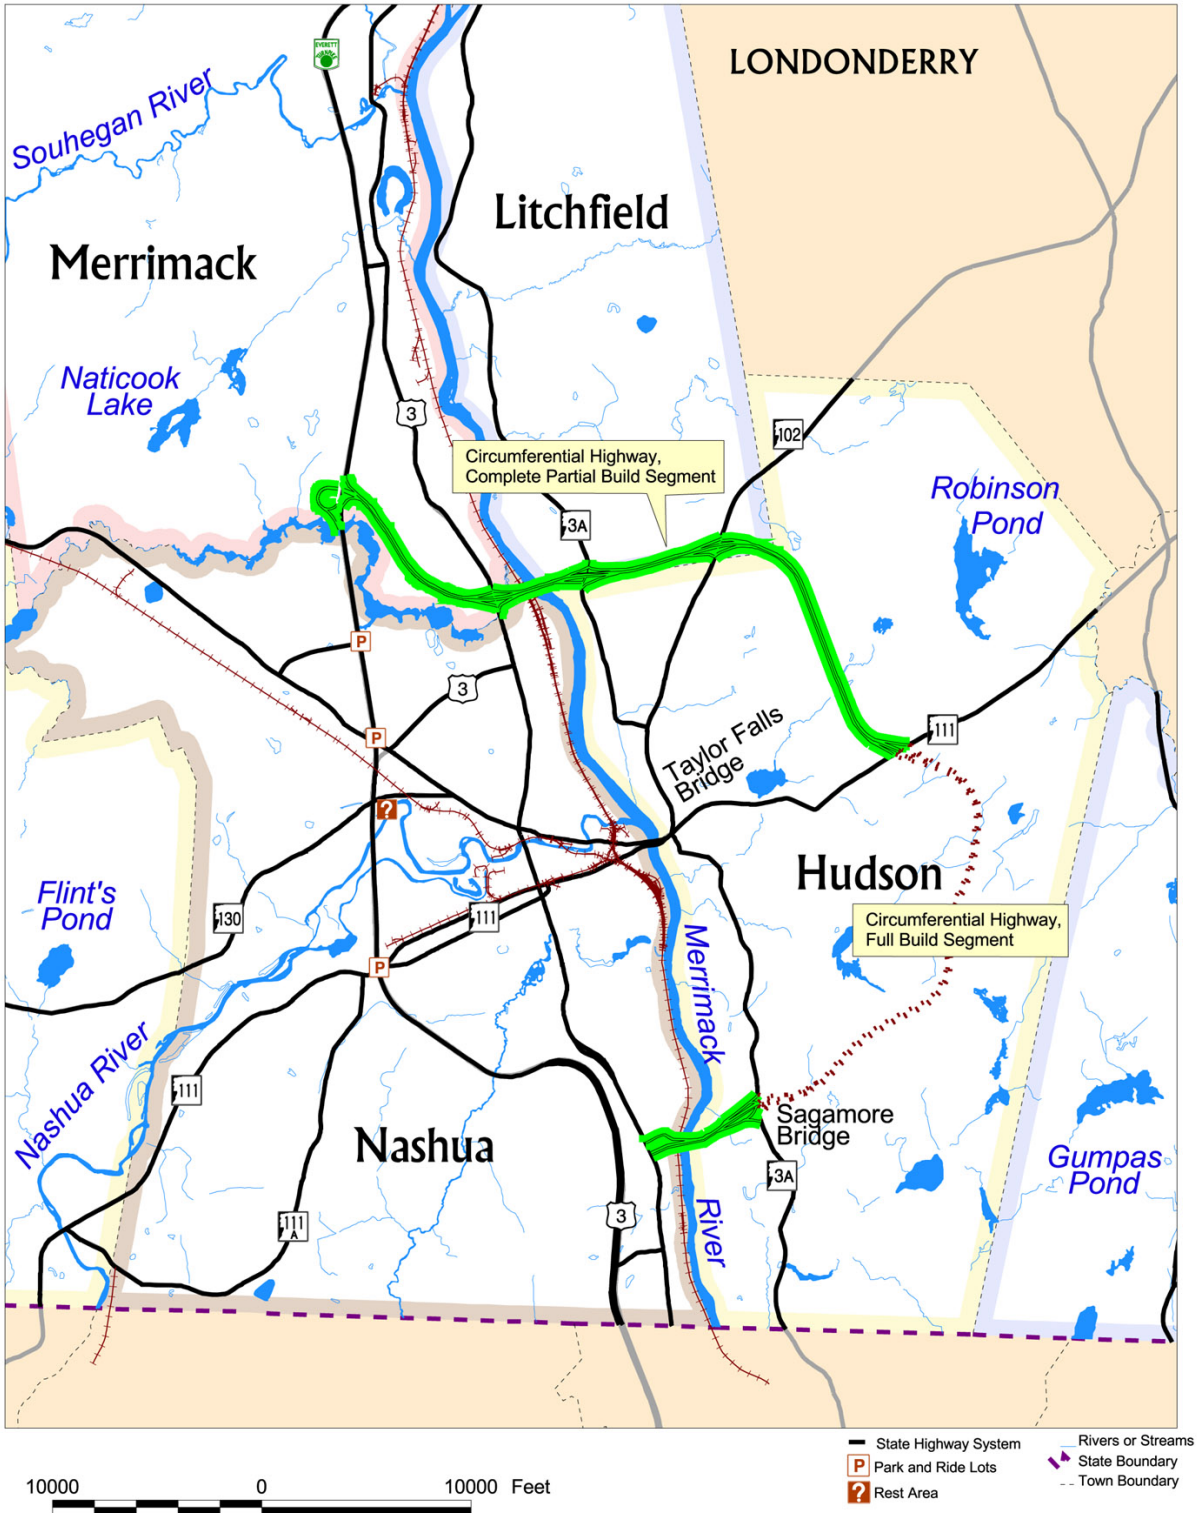 EVERETT
TURNPIKE
LONDONDERRY
Souhegan River
Litchfield
Merrimack
Naticook
Lake
3
102
Circumferential Highway,
Complete Partial Build Segment
Robinson
Pond
3A
P
3
111
Taylor Falls
Bridge
P
?
Hudson
Flint's
Pond
130
111
Circumferential Highway,
Full Build Segment
P
Merrimack
Nashua River
111
Nashua
Sagamore
Bridge
3A
Gumpas
Pond
111
A
3
River
State Highway System
P Park and Ride Lots
? Rest Area
Rivers or Streams
State Boundary
Town Boundary
10000 0 10000 Feet